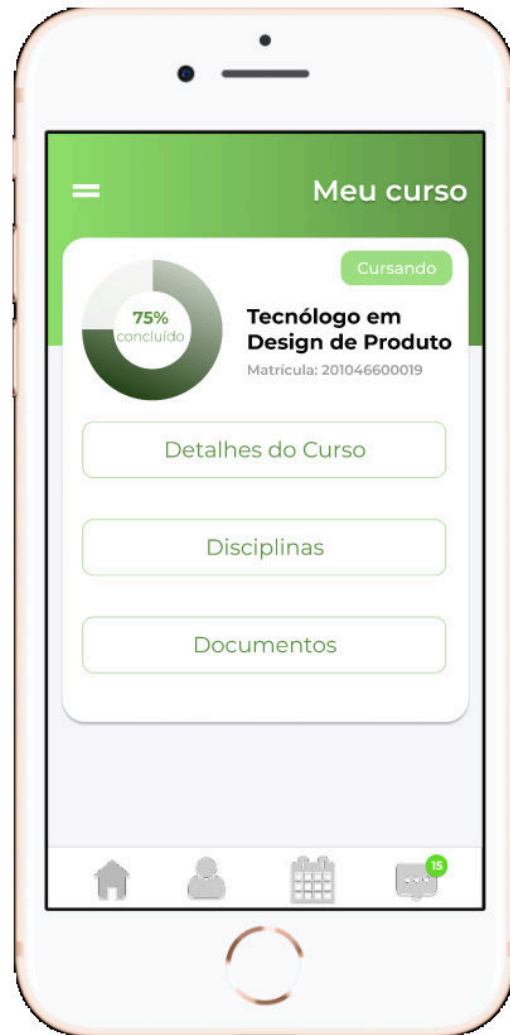 Meu curso
Cursando
75%
concluído
Tecnólogo em
Design de Produto
Matrícula: 201046600019
Detalhes do Curso
Disciplinas
Documentos
15